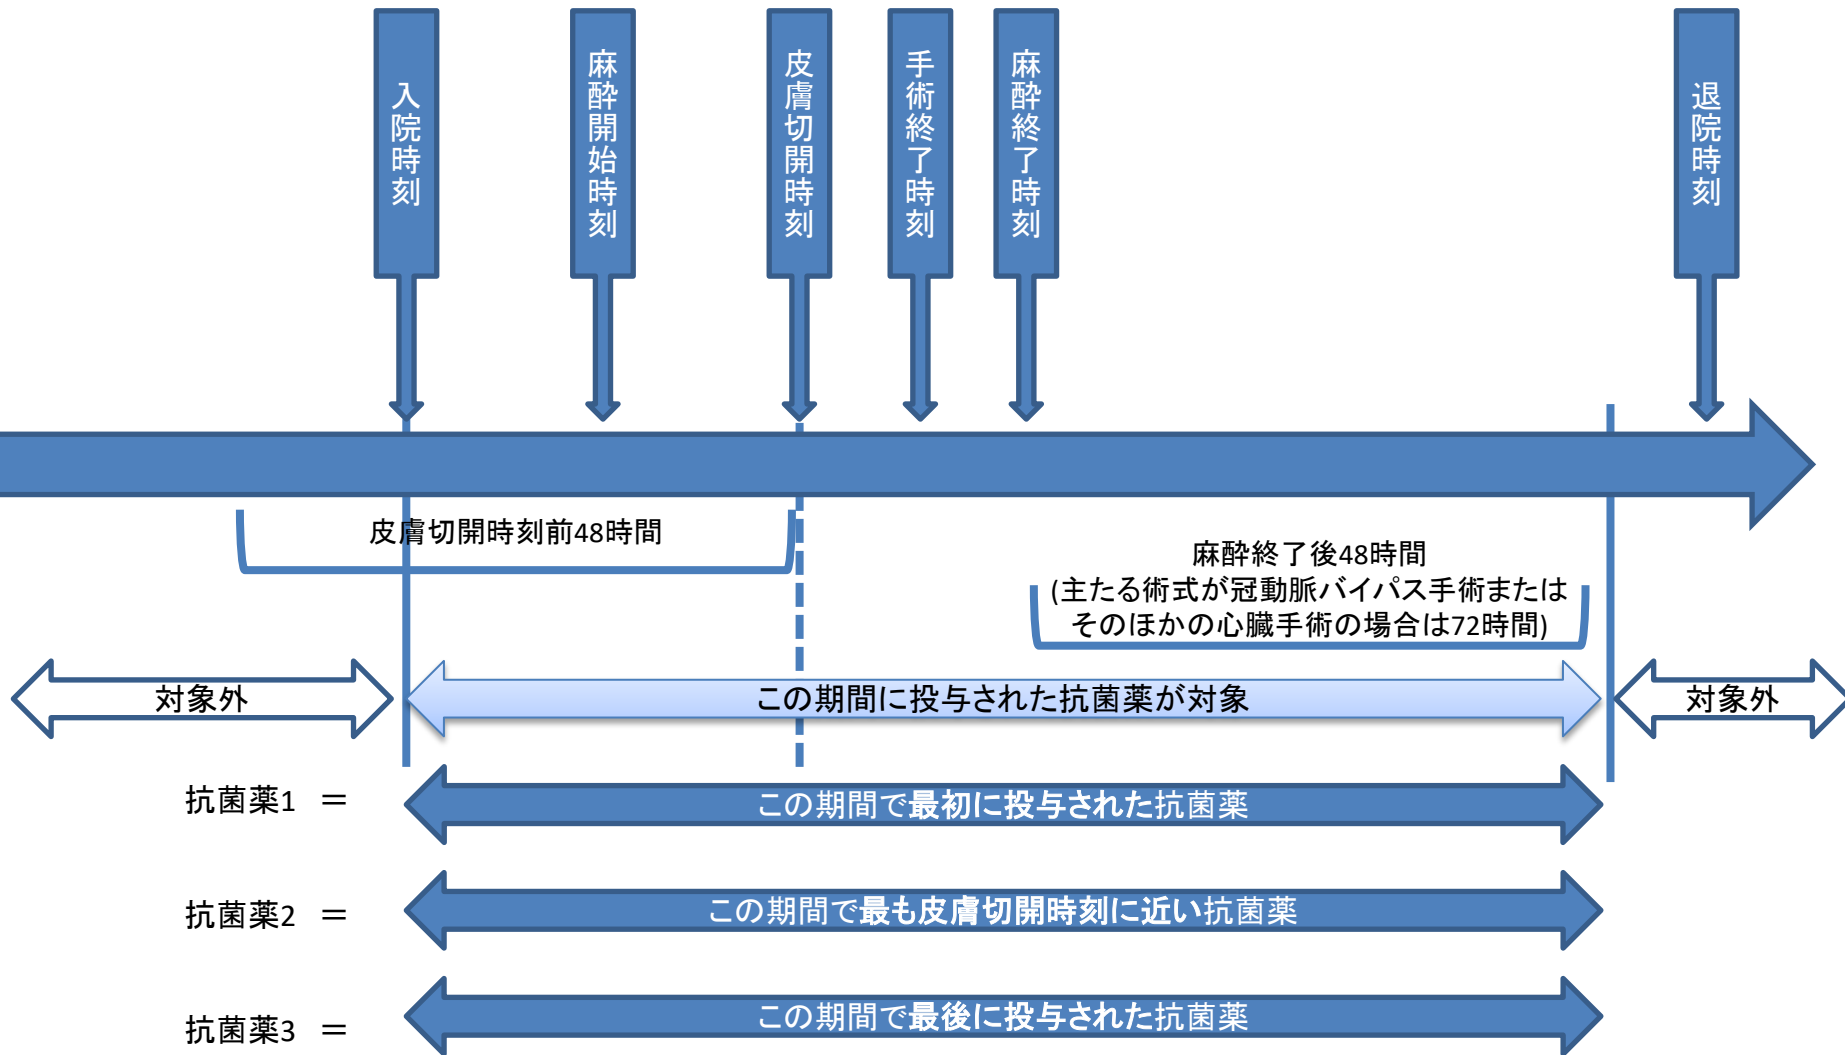 入院時刻
麻酔開始時刻
皮膚切開時刻
手術終了時刻
麻酔終了時刻
退院時刻
皮膚切開時刻前48時間
麻酔終了後48時間
(主たる術式が冠動脈バイパス手術または
そのほかの心臓手術の場合は72時間)
対象外
この期間に投与された抗菌薬が対象
対象外
抗菌薬1 =
この期間で最初に投与された抗菌薬
抗菌薬2 =
この期間で最も皮膚切開時刻に近い抗菌薬
抗菌薬3 =
この期間で最後に投与された抗菌薬